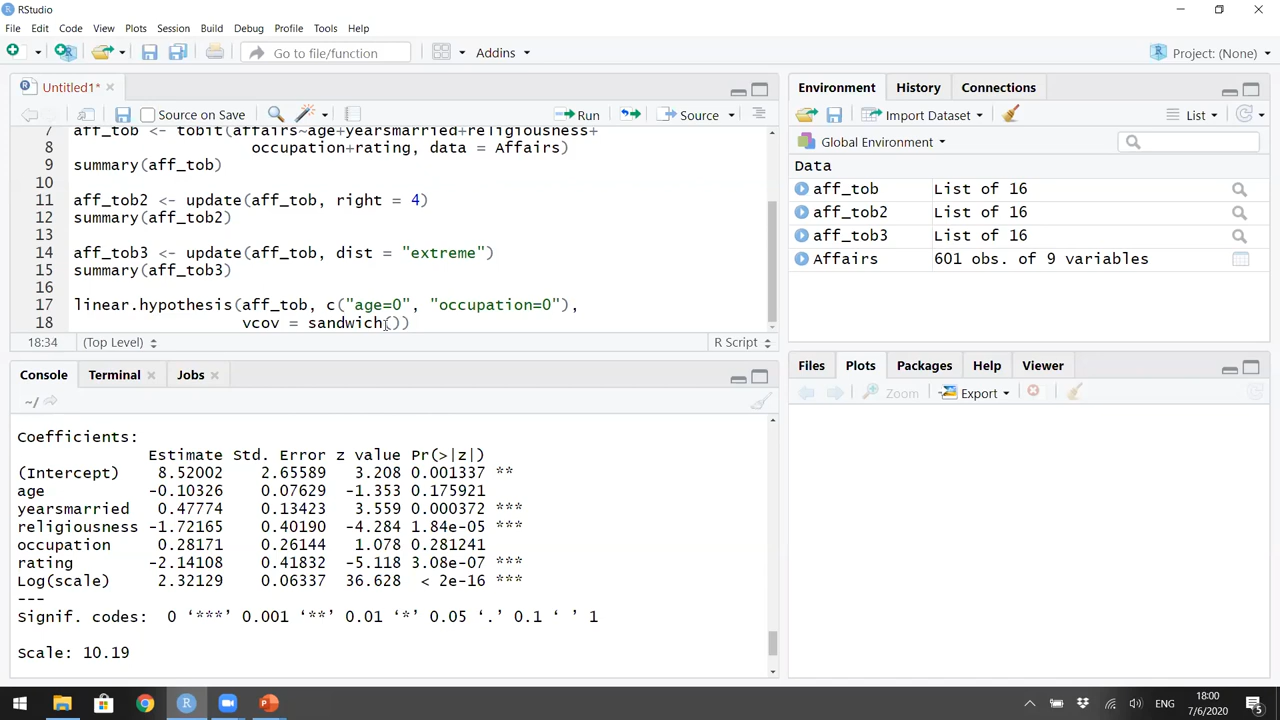 RStudio
File Edit Code View Plots Session Build Debug Profile Tools Help
Go to file/function
Addins
Project: (None)
Untitled1*
Source on Save
Run
Source
7 aff_tob <- tobit(affairs~age+yearsmarried+religiousness+
8 occupation+rating, data = Affairs)
9 summary(aff_tob)
10
11 aff_tob2 <- update(aff_tob, right = 4)
12 summary(aff_tob2)
13
14 aff_tob3 <- update(aff_tob, dist = "extreme")
15 summary(aff_tob3)
16
17 linear.hypothesis(aff_tob, c("age=0", "occupation=0"),
18 vcov = sandwich())
18:34 (Top Level) R Script
Console Terminal Jobs
~/
Coefficients:
Estimate Std. Error z value Pr(>|z|)
(Intercept) 8.52002 2.65589 3.208 0.001337 **
age -0.10326 0.07629 -1.353 0.175921
yearsmarried 0.47774 0.13423 3.559 0.000372 ***
religiousness -1.72165 0.40190 -4.284 1.84e-05 ***
occupation 0.28171 0.26144 1.078 0.281241
rating -2.14108 0.41832 -5.118 3.08e-07 ***
Log(scale) 2.32129 0.06337 36.628 < 2e-16 ***
---
Signif. codes: 0 ‘***’ 0.001 ‘**’ 0.01 ‘*’ 0.05 ‘.’ 0.1 ‘ ’ 1
Scale: 10.19
Environment History Connections
Import Dataset
List
Global Environment
Data
aff_tob List of 16
aff_tob2 List of 16
aff_tob3 List of 16
Affairs 601 obs. of 9 variables
Files Plots Packages Help Viewer
Zoom Export
ENG
18:00
7/6/2020
5